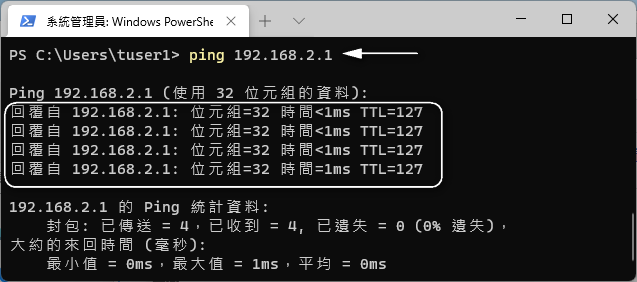 系統管理員: Windows PowerShe
PS C:\Users\tuser1> ping 192.168.2.1
Ping 192.168.2.1 (使用 32 位元組的資料):
回覆自 192.168.2.1: 位元組=32 時間<1ms TTL=127
回覆自 192.168.2.1: 位元組=32 時間<1ms TTL=127
回覆自 192.168.2.1: 位元組=32 時間<1ms TTL=127
回覆自 192.168.2.1: 位元組=32 時間=1ms TTL=127
192.168.2.1 的 Ping 統計資料:
封包: 已傳送 = 4，已收到 = 4, 已遺失 = 0 (0% 遺失)，
大約的來回時間 (毫秒):
最小值 = 0ms，最大值 = 1ms，平均 = 0ms